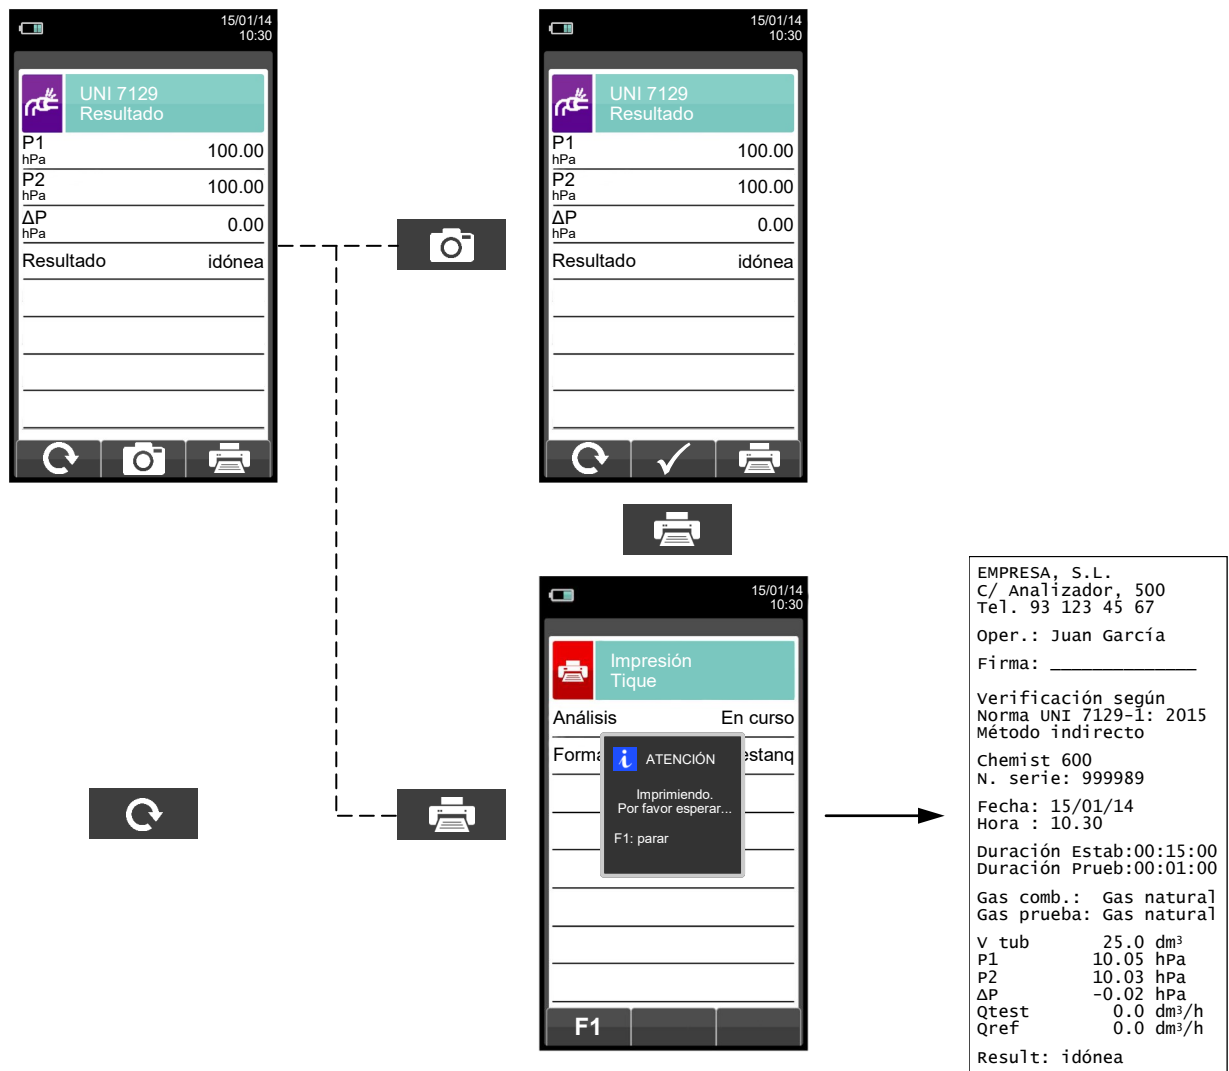 15/01/14
10:30
UNI 7129
Resultado
P1
hPa
100.00
P2
hPa
100.00
ΔP
hPa
0.00
Resultado idónea
15/01/14
10:30
UNI 7129
Resultado
P1
hPa
100.00
P2
hPa
100.00
ΔP
hPa
0.00
Resultado idónea
15/01/14
10:30
Impresión
Tique
Análisis En curso
Forma estanq
i ATENCIÓN
Imprimiendo.
Por favor esperar...
F1: parar
F1
EMPRESA, S.L.
C/ Analizador, 500
Tel. 93 123 45 67
Oper.: Juan García
Firma: ______________
Verificación según
Norma UNI 7129-1: 2015
Método indirecto
Chemist 600
N. serie: 999989
Fecha: 15/01/14
Hora : 10.30
Duración Estab:00:15:00
Duración Prueb:00:01:00
Gas comb.: Gas natural
Gas prueba: Gas natural
V tub 25.0 dm³
P1 10.05 hPa
P2 10.03 hPa
ΔP -0.02 hPa
Qtest 0.0 dm³/h
Qref 0.0 dm³/h
Result: idónea